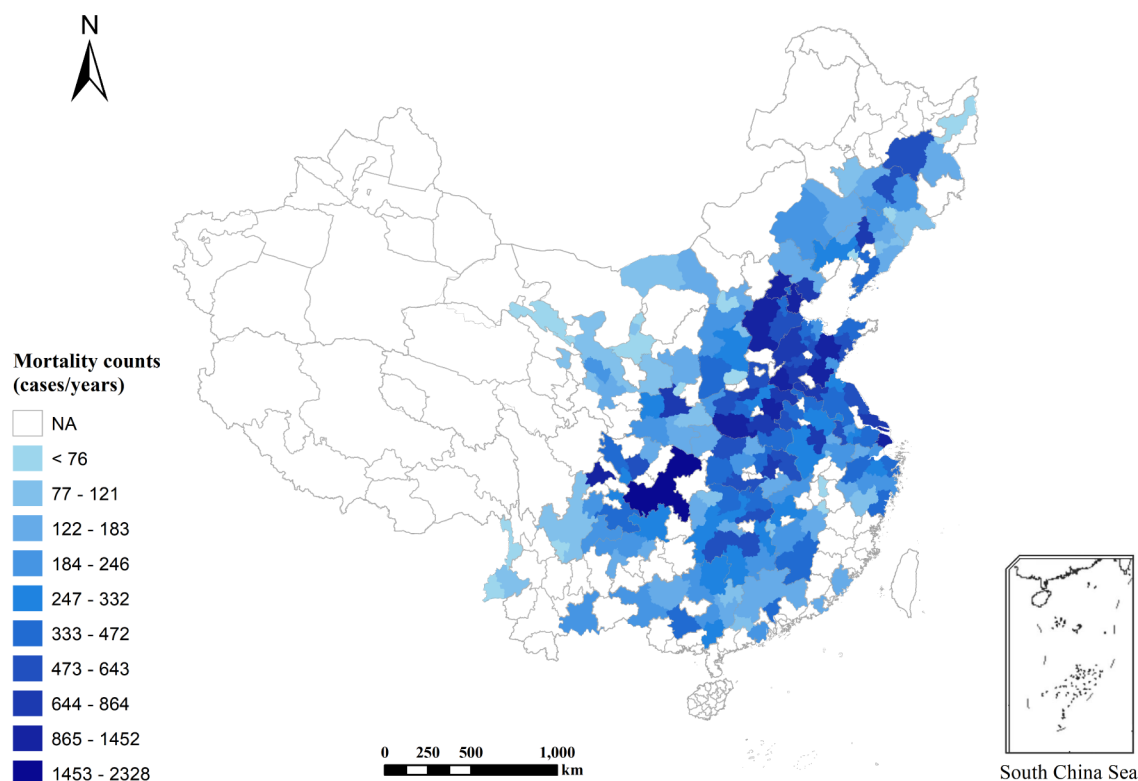 N
Mortality counts
(cases/years)
NA
< 76
77 - 121
122 - 183
184 - 246
247 - 332
333 - 472
473 - 643
644 - 864
865 - 1452
1453 - 2328
0 250 500 1,000
km
South China Sea